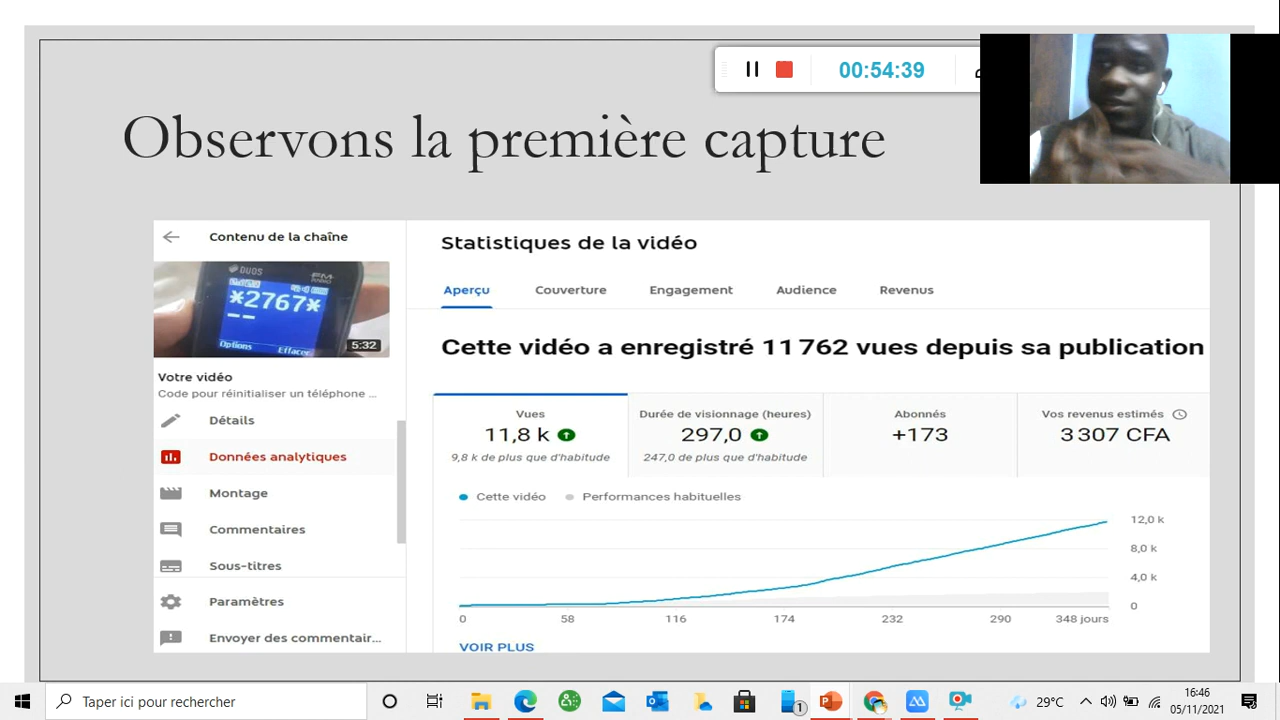 00:54:39
Observons la première capture
Contenu de la chaîne
DUOS
*2767*
Options
Effacer
5:32
Votre vidéo
Code pour réinitialiser un téléphone ...
Détails
Données analytiques
Montage
Commentaires
Sous-titres
Paramètres
Envoyer des commentair...
Statistiques de la vidéo
Aperçu Couverture Engagement Audience Revenus
Cette vidéo a enregistré 11 762 vues depuis sa publication
Vues
11,8 k
9,8 k de plus que d'habitude
Durée de visionnage (heures)
297,0
247,0 de plus que d'habitude
Abonnés
+173
Vos revenus estimés
3 307 CFA
Cette vidéo Performances habituelles
12,0 k
8,0 k
4,0 k
0
0 58 116 174 232 290 348 jours
VOIR PLUS
Taper ici pour rechercher
1
29°C
16:46
05/11/2021